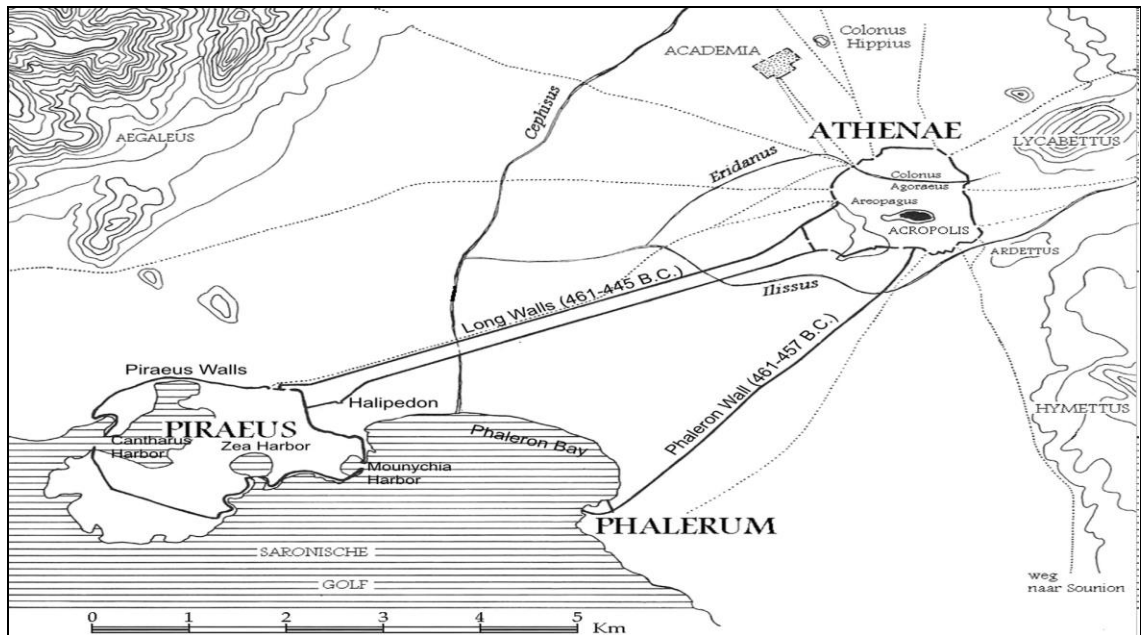 Colonus
Hippius
ACADEMIA
Cephisus
ATHENAE
AEGALEUS
LYCABETTUS
Eridanus
Colonus
Agoraeus
Areopagus
ACROPOLIS
ARDETTUS
Ilissus
Long Walls (461-445 B.C.)
Phaleron Wall (461-457 B.C.)
Piraeus Walls
Halipedon
HYMETTUS
PIRAEUS
Phaleron Bay
Cantharus
Harbor
Zea Harbor
Mounychia
Harbor
PHALERUM
SARONISCHE
GOLF
weg
naar Sounion
0 1 2 3 4 5
Km